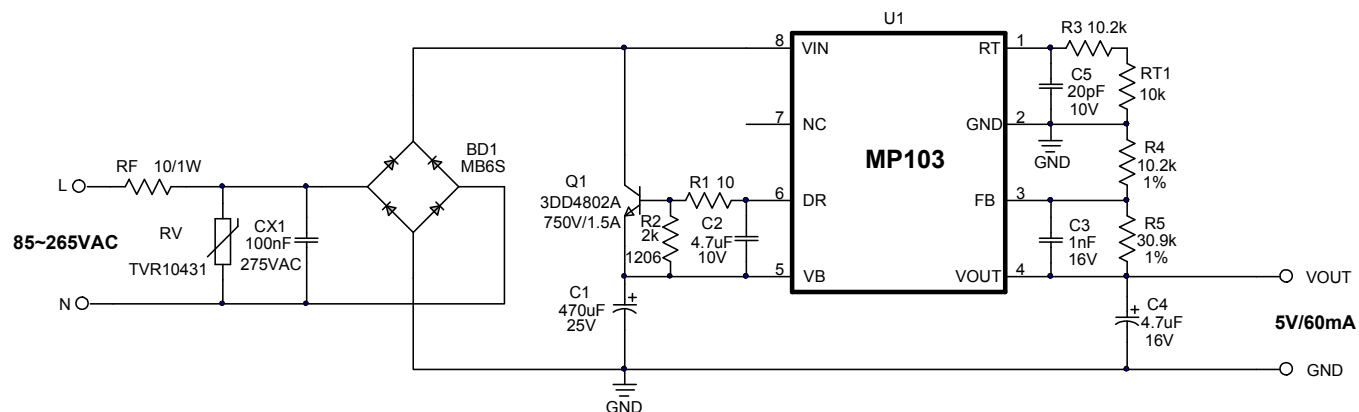 U1
8 VIN
RT 1
R3 10.2k
C5
20pF
10V
RT1
10k
7 NC
GND 2
GND
MP103
BD1
MB6S
RF 10/1W
L
85~265VAC
RV
TVR10431
CX1
100nF
275VAC
N
Q1
3DD4802A
750V/1.5A
R1 10
6 DR
R2
2k
1206
C2
4.7uF
10V
5 VB
R4
10.2k
1%
FB 3
C3
1nF
16V
R5
30.9k
1%
VOUT 4
VOUT
C1
470uF
25V
C4
4.7uF
16V
5V/60mA
GND
GND